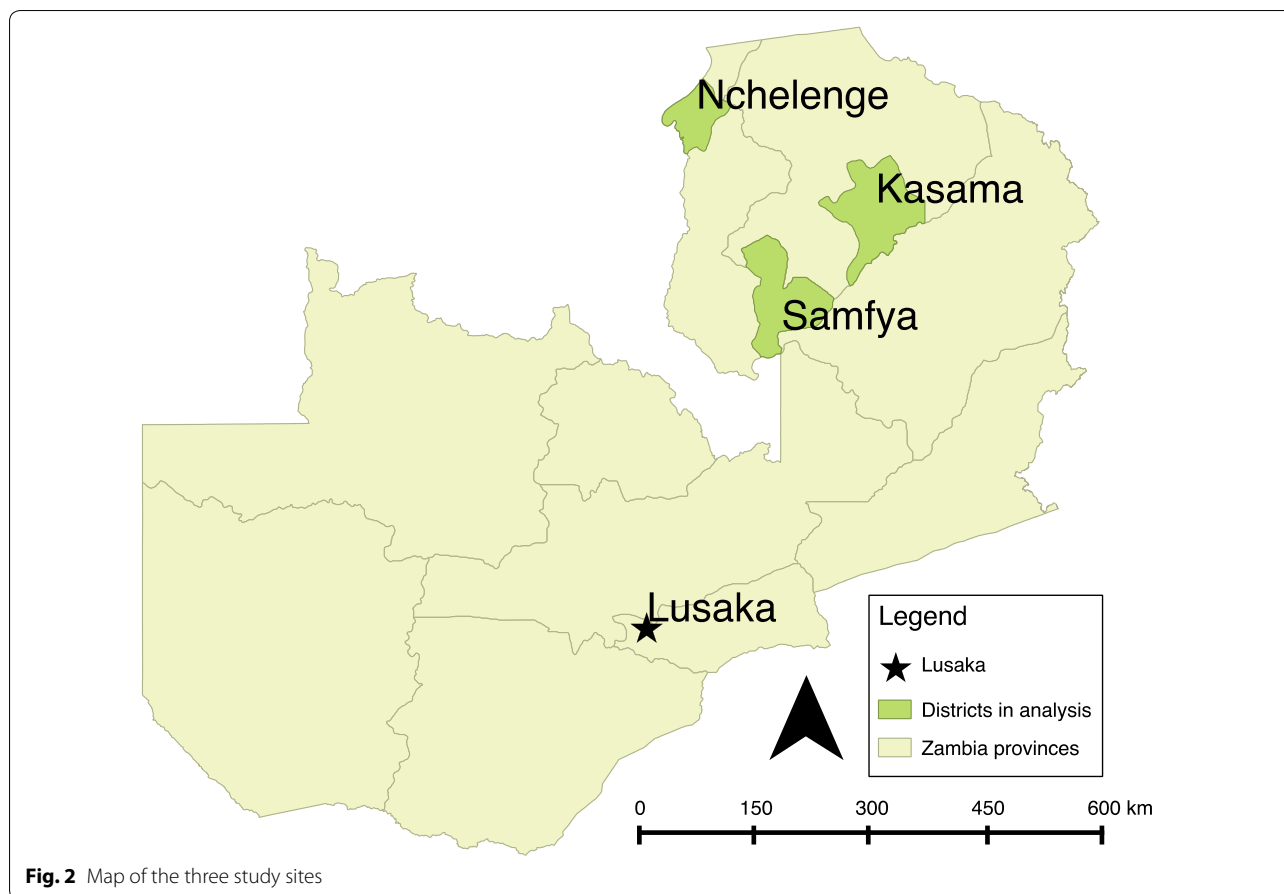 Nchelenge
Kasama
Samfya
Lusaka
Legend
Lusaka
Districts in analysis
Zambia provinces
0 150 300 450 600 km
Fig. 2 Map of the three study sites